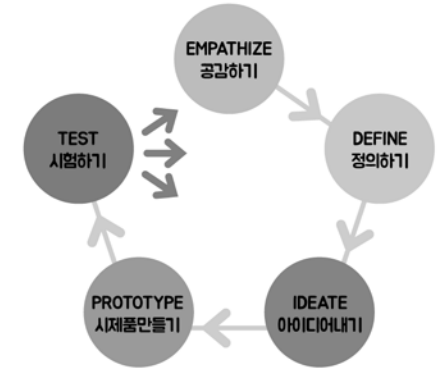 EMPATHIZE
공감하기
DEFINE
정의하기
IDEATE
아이디어내기
PROTOTYPE
시제품만들기
TEST
시험하기